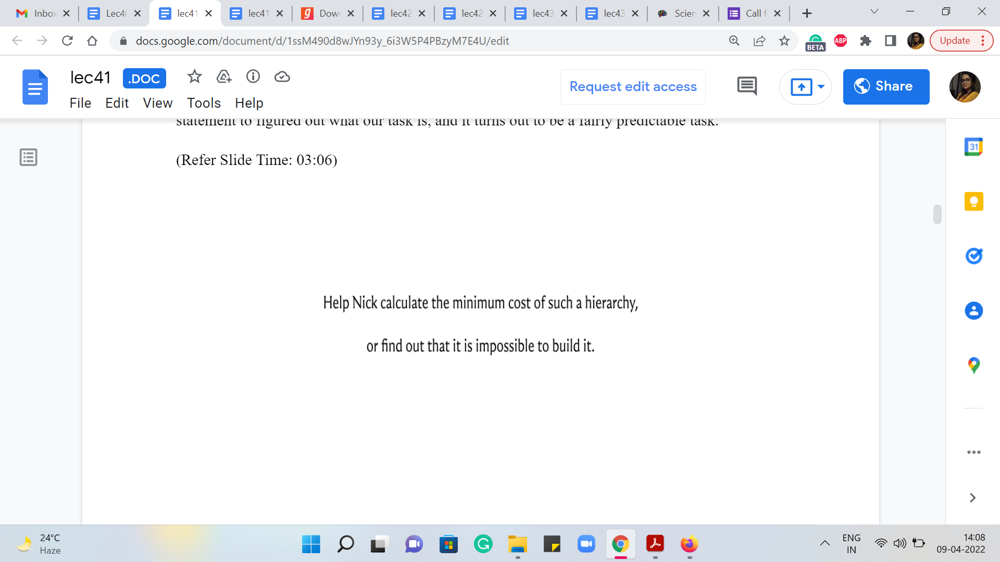 Inbox
Lec40
lec41
lec41
Down
lec42
lec42
lec43
lec43
Scien
Call f
docs.google.com/document/d/1ssM490d8wJYn93y_6i3W5P4PBzyM7E4U/edit
BETA
ABP
Update
lec41
.DOC
Request edit access
Share
File Edit View Tools Help
statement to figured out what our task is, and it turns out to be a fairly predictable task.
(Refer Slide Time: 03:06)
Help Nick calculate the minimum cost of such a hierarchy,
or find out that it is impossible to build it.
31
24°C
Haze
ENG
IN
14:08
09-04-2022